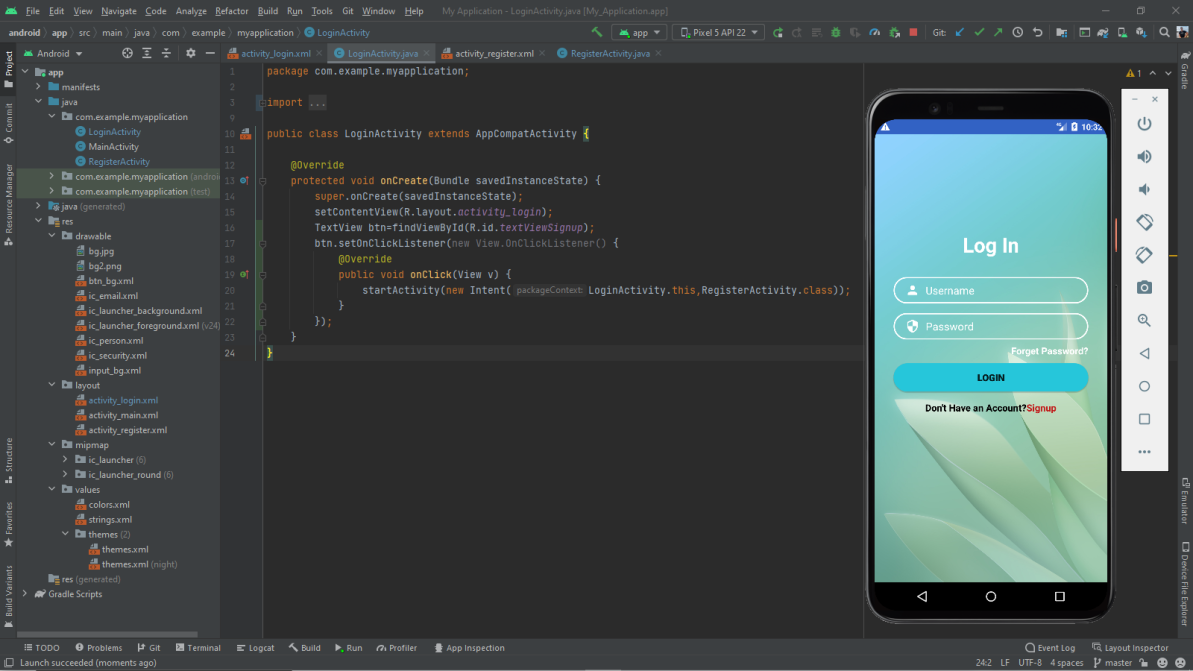 File Edit View Navigate Code Analyze Refactor Build Run Tools Git Window Help My Application - LoginActivity.java [My_Application.app]
android app src main java com example myapplication LoginActivity app Pixel 5 API 22 Git:
Android activity_login.xml LoginActivity.java activity_register.xml RegisterActivity.java
Project
Commit
Resource Manager
Structure
Favorites
Build Variants
app
manifests
java
com.example.myapplication
LoginActivity
MainActivity
RegisterActivity
com.example.myapplication (androi
com.example.myapplication (test)
java (generated)
res
drawable
bg.jpg
bg2.png
btn_bg.xml
ic_email.xml
ic_launcher_background.xml
ic_launcher_foreground.xml (v24)
ic_person.xml
ic_security.xml
input_bg.xml
layout
activity_login.xml
activity_main.xml
activity_register.xml
mipmap
ic_launcher (6)
ic_launcher_round (6)
values
colors.xml
strings.xml
themes (2)
themes.xml
themes.xml (night)
res (generated)
Gradle Scripts
1 package com.example.myapplication;
2
3 import ...
9
10 public class LoginActivity extends AppCompatActivity {
11
12 @Override
13 protected void onCreate(Bundle savedInstanceState) {
14 super.onCreate(savedInstanceState);
15 setContentView(R.layout.activity_login);
16 TextView btn=findViewById(R.id.textViewSignup);
17 btn.setOnClickListener(new View.OnClickListener() {
18 @Override
19 public void onClick(View v) {
20 startActivity(new Intent( packageContext: LoginActivity.this,RegisterActivity.class));
21 }
22 });
23 }
24 }
1
10:32
Log In
Username
Password
Forget Password?
LOGIN
Don't Have an Account?Signup
Gradle
Emulator
Device File Explorer
TODO Problems Git Terminal Logcat Build Run Profiler App Inspection Event Log Layout Inspector
Launch succeeded (moments ago) 24:2 LF UTF-8 4 spaces master